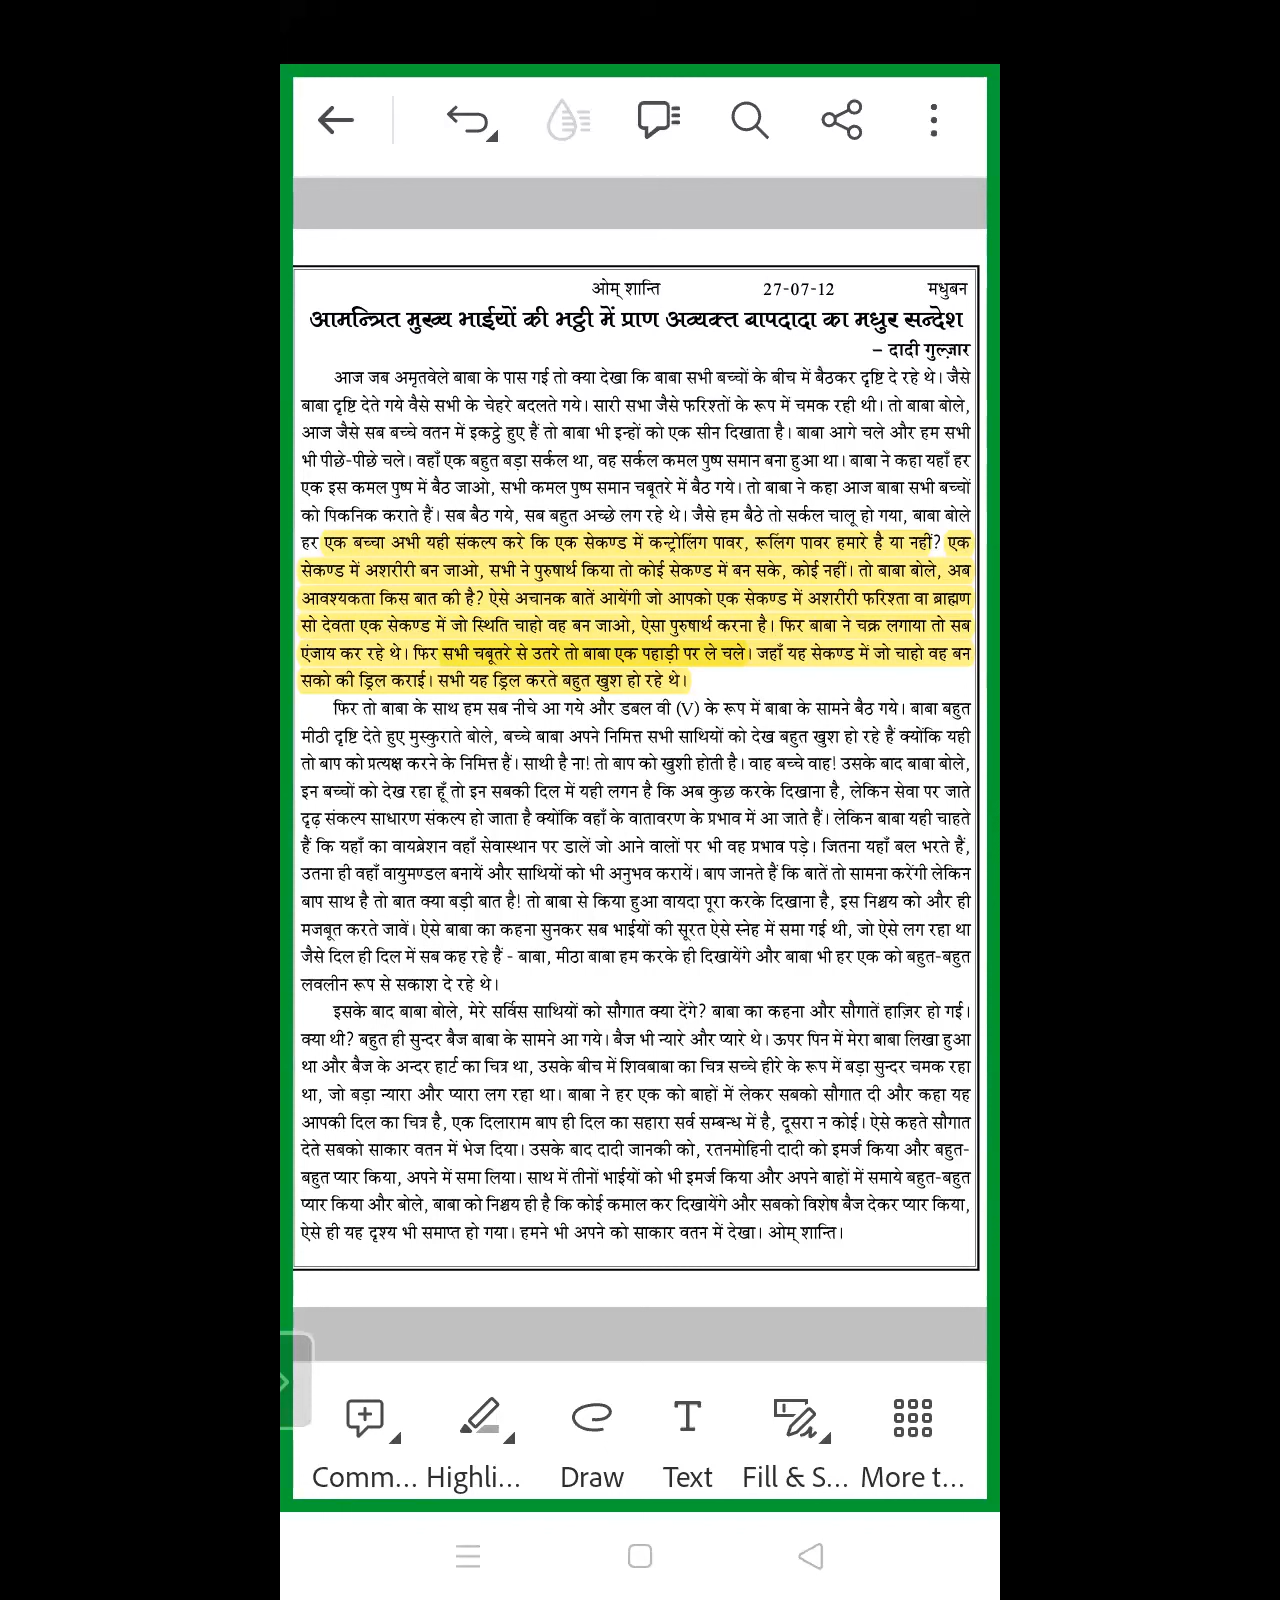 ओम् शान्ति 27-07-12 मधुबन
आमन्त्रित मुख्य भाईयों की भट्ठी में प्राण अव्यक्त बापदादा का मधुर सन्देश
– दादी गुल्ज़ार
आज जब अमृतवेले बाबा के पास गई तो क्या देखा कि बाबा सभी बच्चों के बीच में बैठकर दृष्टि दे रहे थे। जैसे
बाबा दृष्टि देते गये वैसे सभी के चेहरे बदलते गये। सारी सभा जैसे फरिश्तों के रूप में चमक रही थी। तो बाबा बोले,
आज जैसे सब बच्चे वतन में इकट्ठे हुए हैं तो बाबा भी इन्हों को एक सीन दिखाता है। बाबा आगे चले और हम सभी
भी पीछे-पीछे चले। वहाँ एक बहुत बड़ा सर्कल था, वह सर्कल कमल पुष्प समान बना हुआ था। बाबा ने कहा यहाँ हर
एक इस कमल पुष्प में बैठ जाओ, सभी कमल पुष्प समान चबूतरे में बैठ गये। तो बाबा ने कहा आज बाबा सभी बच्चों
को पिकनिक कराते हैं। सब बैठ गये, सब बहुत अच्छे लग रहे थे। जैसे हम बैठे तो सर्कल चालू हो गया, बाबा बोले
हर एक बच्चा अभी यही संकल्प करे कि एक सेकण्ड में कन्ट्रोलिंग पावर, रूलिंग पावर हमारे है या नहीं? एक
सेकण्ड में अशरीरी बन जाओ, सभी ने पुरुषार्थ किया तो कोई सेकण्ड में बन सके, कोई नहीं। तो बाबा बोले, अब
आवश्यकता किस बात की है? ऐसे अचानक बातें आयेंगी जो आपको एक सेकण्ड में अशरीरी फरिश्ता वा ब्राह्मण
सो देवता एक सेकण्ड में जो स्थिति चाहो वह बन जाओ, ऐसा पुरुषार्थ करना है। फिर बाबा ने चक्र लगाया तो सब
एंजाय कर रहे थे। फिर सभी चबूतरे से उतरे तो बाबा एक पहाड़ी पर ले चले। जहाँ यह सेकण्ड में जो चाहो वह बन
सको की ड्रिल कराई। सभी यह ड्रिल करते बहुत खुश हो रहे थे।
फिर तो बाबा के साथ हम सब नीचे आ गये और डबल वी (V) के रूप में बाबा के सामने बैठ गये। बाबा बहुत
मीठी दृष्टि देते हुए मुस्कुराते बोले, बच्चे बाबा अपने निमित्त सभी साथियों को देख बहुत खुश हो रहे हैं क्योंकि यही
तो बाप को प्रत्यक्ष करने के निमित्त हैं। साथी है ना! तो बाप को खुशी होती है। वाह बच्चे वाह! उसके बाद बाबा बोले,
इन बच्चों को देख रहा हूँ तो इन सबकी दिल में यही लगन है कि अब कुछ करके दिखाना है, लेकिन सेवा पर जाते
दृढ़ संकल्प साधारण संकल्प हो जाता है क्योंकि वहाँ के वातावरण के प्रभाव में आ जाते हैं। लेकिन बाबा यही चाहते
हैं कि यहाँ का वायब्रेशन वहाँ सेवास्थान पर डालें जो आने वालों पर भी वह प्रभाव पड़े। जितना यहाँ बल भरते हैं,
उतना ही वहाँ वायुमण्डल बनायें और साथियों को भी अनुभव करायें। बाप जानते हैं कि बातें तो सामना करेंगी लेकिन
बाप साथ है तो बात क्या बड़ी बात है! तो बाबा से किया हुआ वायदा पूरा करके दिखाना है, इस निश्चय को और ही
मजबूत करते जावें। ऐसे बाबा का कहना सुनकर सब भाईयों की सूरत ऐसे स्नेह में समा गई थी, जो ऐसे लग रहा था
जैसे दिल ही दिल में सब कह रहे हैं - बाबा, मीठा बाबा हम करके ही दिखायेंगे और बाबा भी हर एक को बहुत-बहुत
लवलीन रूप से सकाश दे रहे थे।
इसके बाद बाबा बोले, मेरे सर्विस साथियों को सौगात क्या देंगे? बाबा का कहना और सौगातें हाज़िर हो गई।
क्या थी? बहुत ही सुन्दर बैज बाबा के सामने आ गये। बैज भी न्यारे और प्यारे थे। ऊपर पिन में मेरा बाबा लिखा हुआ
था और बैज के अन्दर हार्ट का चित्र था, उसके बीच में शिवबाबा का चित्र सच्चे हीरे के रूप में बड़ा सुन्दर चमक रहा
था, जो बड़ा न्यारा और प्यारा लग रहा था। बाबा ने हर एक को बाहों में लेकर सबको सौगात दी और कहा यह
आपकी दिल का चित्र है, एक दिलाराम बाप ही दिल का सहारा सर्व सम्बन्ध में है, दूसरा न कोई। ऐसे कहते सौगात
देते सबको साकार वतन में भेज दिया। उसके बाद दादी जानकी को, रतनमोहिनी दादी को इमर्ज किया और बहुत-
बहुत प्यार किया, अपने में समा लिया। साथ में तीनों भाईयों को भी इमर्ज किया और अपने बाहों में समाये बहुत-बहुत
प्यार किया और बोले, बाबा को निश्चय ही है कि कोई कमाल कर दिखायेंगे और सबको विशेष बैज देकर प्यार किया,
ऐसे ही यह दृश्य भी समाप्त हो गया। हमने भी अपने को साकार वतन में देखा। ओम् शान्ति।
Comm... Highli... Draw Text Fill & S... More t...